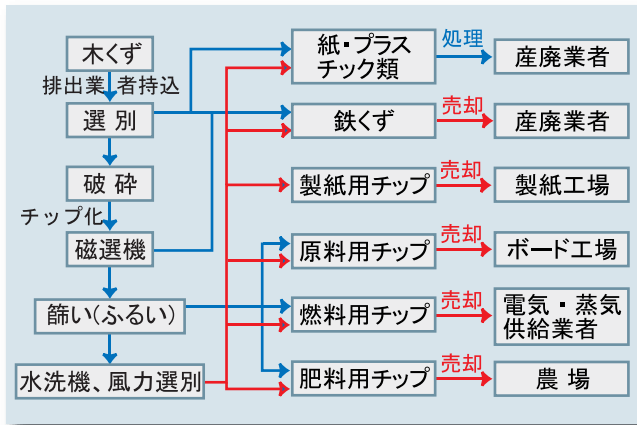 木くず
排出業 者持込
選 別
破 砕
チップ化
磁選機
篩い(ふるい)
水洗機、風力選別
紙・プラス
チック類
処理
産廃業者
鉄くず
売却
産廃業者
製紙用チップ
売却
製紙工場
原料用チップ
売却
ボード工場
燃料用チップ
売却
電気・蒸気
供給業者
肥料用チップ
売却
農 場